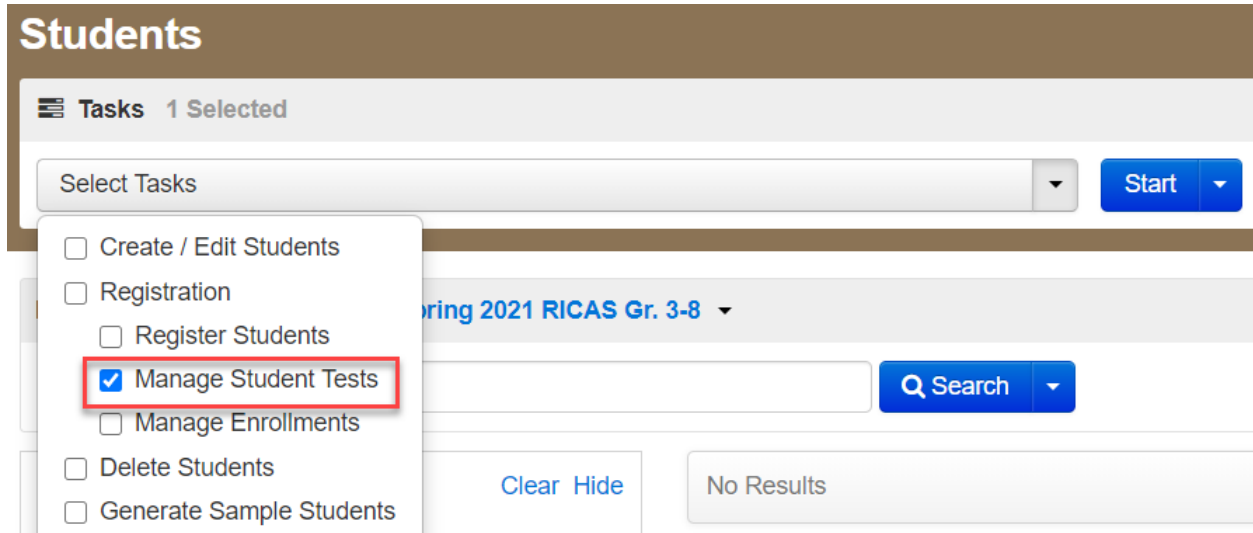 Students
Tasks 1 Selected
Select Tasks Start
Create / Edit Students
Registration
pring 2021 RICAS Gr. 3-8
Register Students
Manage Student Tests
Search
Manage Enrollments
Delete Students
Clear Hide
No Results
Generate Sample Students